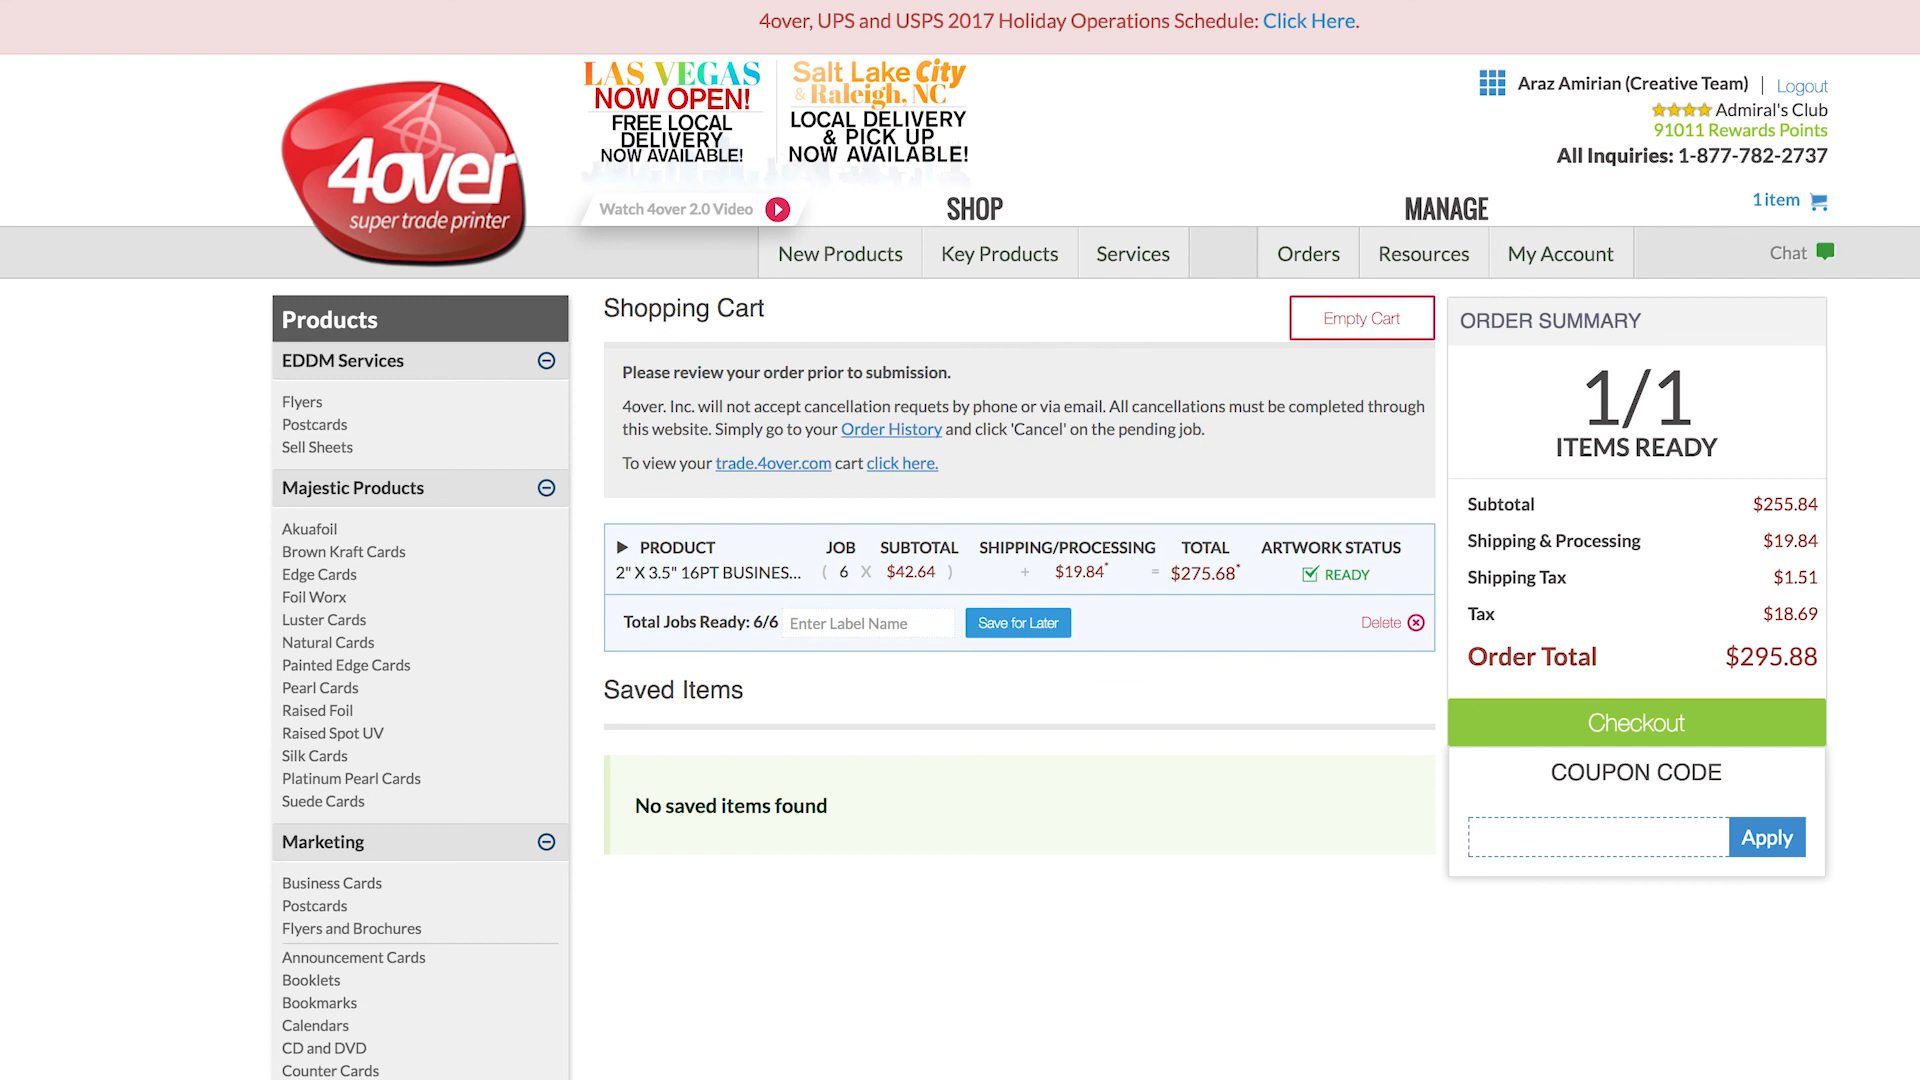 4over, UPS and USPS 2017 Holiday Operations Schedule: Click Here.
4over
super trade printer
LAS VEGAS
NOW OPEN!
FREE LOCAL
DELIVERY
NOW AVAILABLE!
Salt Lake City
& Raleigh, NC
LOCAL DELIVERY
& PICK UP
NOW AVAILABLE!
Watch 4over 2.0 Video
Araz Amirian (Creative Team) | Logout
Admiral's Club
91011 Rewards Points
All Inquiries: 1-877-782-2737
1 item
SHOP
MANAGE
New Products
Key Products
Services
Orders
Resources
My Account
Chat
Products
EDDM Services
Flyers
Postcards
Sell Sheets
Majestic Products
Akuafoil
Brown Kraft Cards
Edge Cards
Foil Worx
Luster Cards
Natural Cards
Painted Edge Cards
Pearl Cards
Raised Foil
Raised Spot UV
Silk Cards
Platinum Pearl Cards
Suede Cards
Marketing
Business Cards
Postcards
Flyers and Brochures
Announcement Cards
Booklets
Bookmarks
Calendars
CD and DVD
Counter Cards
Shopping Cart
Empty Cart
Please review your order prior to submission.
4over. Inc. will not accept cancellation requets by phone or via email. All cancellations must be completed through
this website. Simply go to your Order History and click 'Cancel' on the pending job.
To view your trade.4over.com cart click here.
PRODUCT JOB SUBTOTAL SHIPPING/PROCESSING TOTAL ARTWORK STATUS
2" X 3.5" 16PT BUSINES... ( 6 X $42.64 ) + $19.84* = $275.68* READY
Total Jobs Ready: 6/6 Enter Label Name Save for Later Delete
Saved Items
No saved items found
ORDER SUMMARY
1/1
ITEMS READY
Subtotal $255.84
Shipping & Processing $19.84
Shipping Tax $1.51
Tax $18.69
Order Total $295.88
Checkout
COUPON CODE
Apply